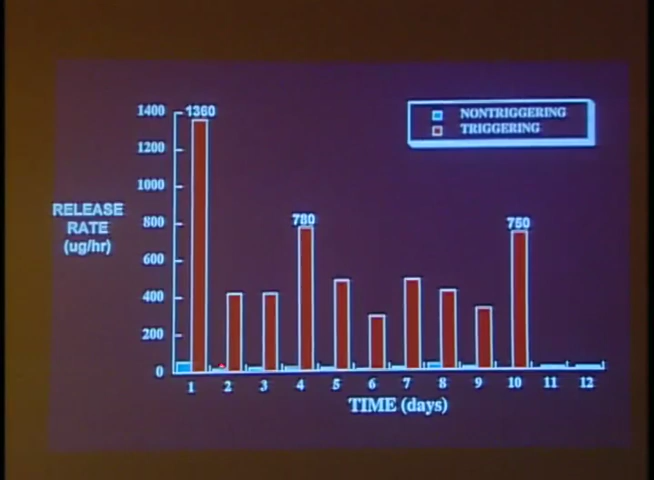 1400
1200
1000
800
600
400
200
0
RELEASE
RATE
(ug/hr)
1360
780
750
NONTRIGGERING
TRIGGERING
1 2 3 4 5 6 7 8 9 10 11 12
TIME (days)